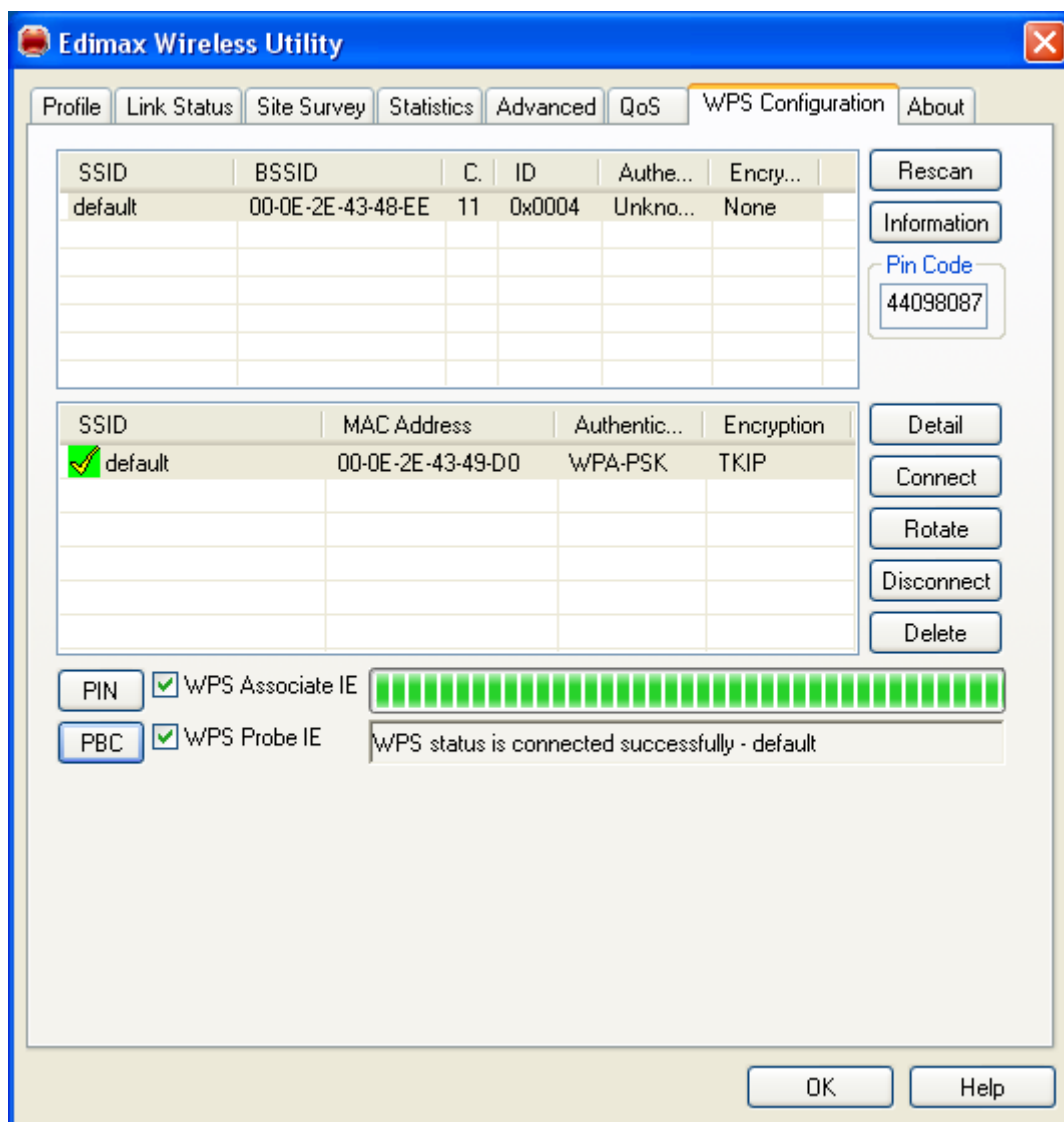 Edimax Wireless Utility
Profile Link Status Site Survey Statistics Advanced QoS WPS Configuration About
SSID BSSID C. ID Authe... Encry...
default 00-0E-2E-43-48-EE 11 0x0004 Unkno... None
Rescan
Information
Pin Code
44098087
SSID MAC Address Authentic... Encryption
default 00-0E-2E-43-49-D0 WPA-PSK TKIP
Detail
Connect
Rotate
Disconnect
Delete
PIN WPS Associate IE
PBC WPS Probe IE WPS status is connected successfully - default
OK Help